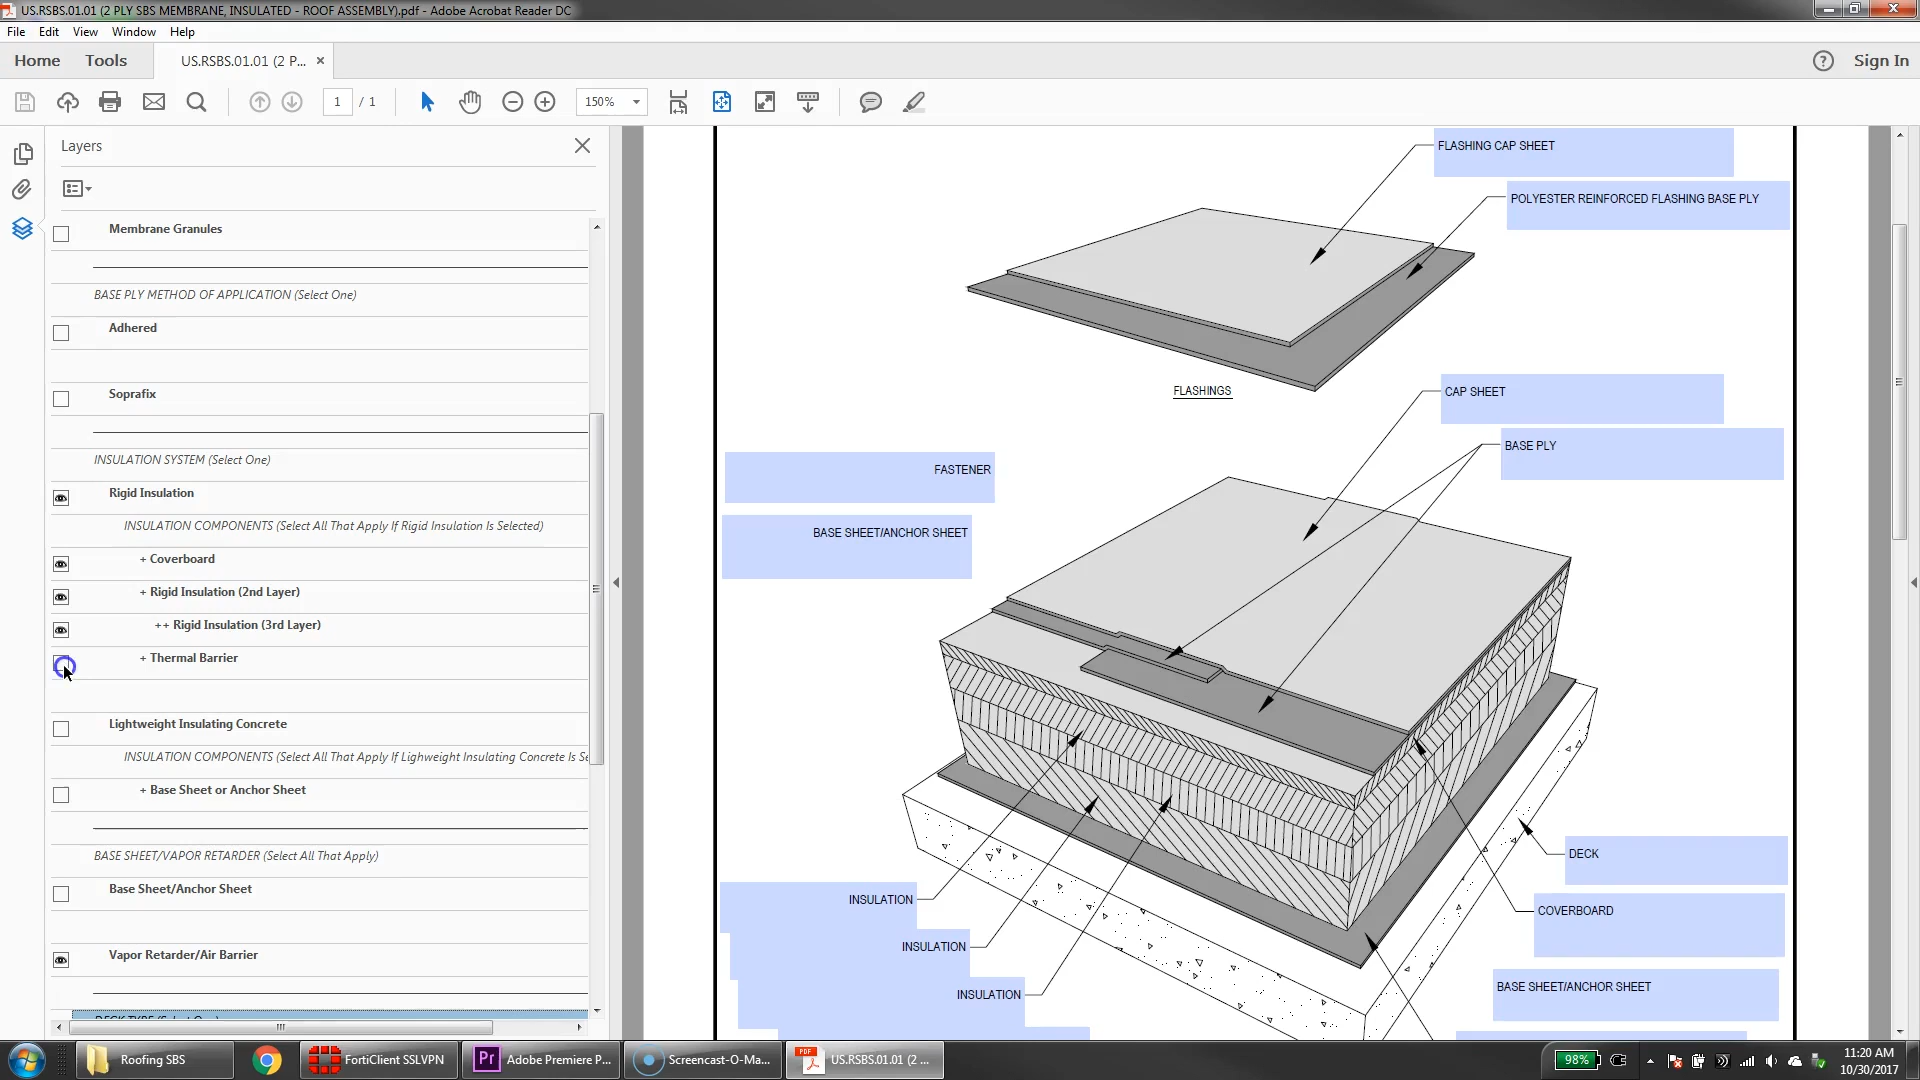 US.RSBS.01.01 (2 PLY SBS MEMBRANE, INSULATED - ROOF ASSEMBLY).pdf - Adobe Acrobat Reader DC
File Edit View Window Help
Home Tools US.RSBS.01.01 (2 P... × Sign In
1 / 1 150%
Layers
Membrane Granules
BASE PLY METHOD OF APPLICATION (Select One)
Adhered
Soprafix
INSULATION SYSTEM (Select One)
Rigid Insulation
INSULATION COMPONENTS (Select All That Apply If Rigid Insulation Is Selected)
+ Coverboard
+ Rigid Insulation (2nd Layer)
++ Rigid Insulation (3rd Layer)
+ Thermal Barrier
Lightweight Insulating Concrete
INSULATION COMPONENTS (Select All That Apply If Lighweight Insulating Concrete Is Se
+ Base Sheet or Anchor Sheet
BASE SHEET/VAPOR RETARDER (Select All That Apply)
Base Sheet/Anchor Sheet
Vapor Retarder/Air Barrier
DECK TYPE (Select One)
FLASHING CAP SHEET
POLYESTER REINFORCED FLASHING BASE PLY
FLASHINGS
CAP SHEET
BASE PLY
FASTENER
BASE SHEET/ANCHOR SHEET
DECK
INSULATION
COVERBOARD
INSULATION
BASE SHEET/ANCHOR SHEET
INSULATION
Roofing SBS
FortiClient SSLVPN
Pr Adobe Premiere P...
Screencast-O-Ma...
PDF US.RSBS.01.01 (2 ...
98%
11:20 AM
10/30/2017